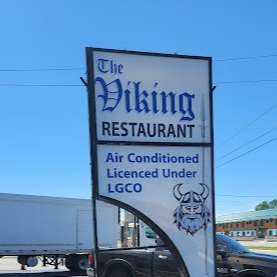 The
Viking
RESTAURANT
Air Conditioned
Licenced Under
LGCO